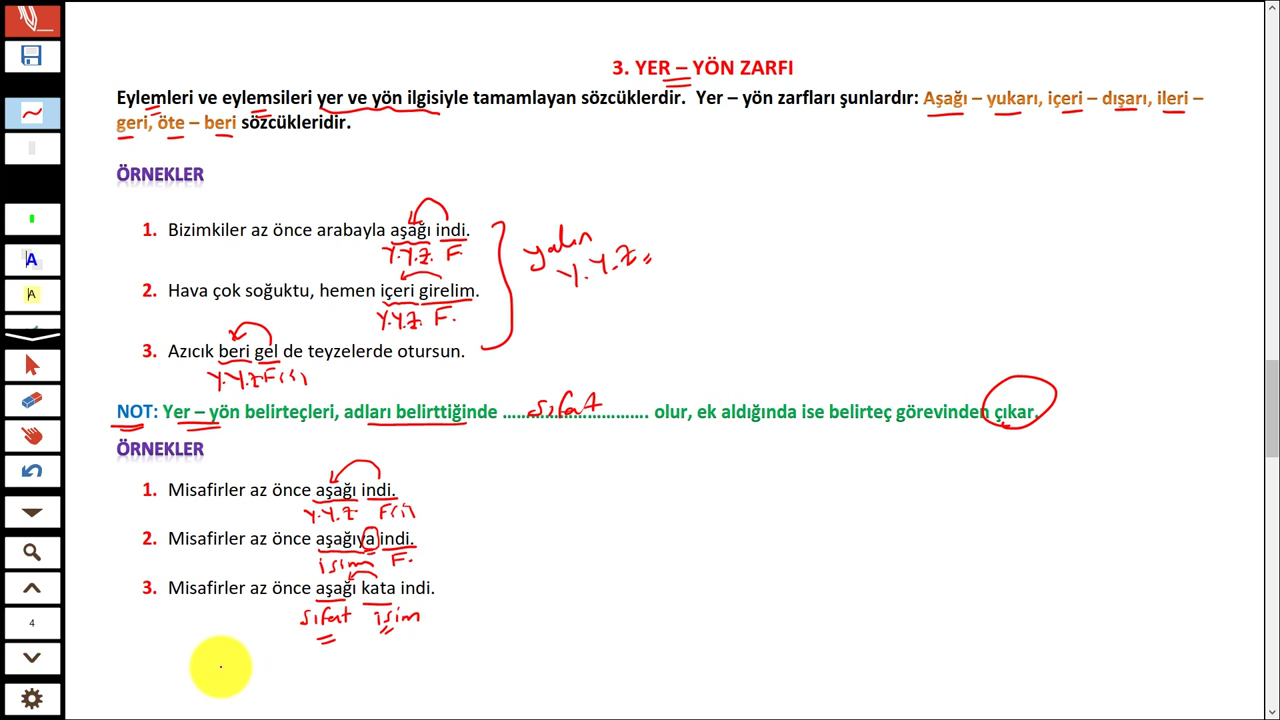 3. YER – YÖN ZARFI
Eylemleri ve eylemsileri yer ve yön ilgisiyle tamamlayan sözcüklerdir. Yer – yön zarfları şunlardır: Aşağı – yukarı, içeri – dışarı, ileri –
geri, öte – beri sözcükleridir.
ÖRNEKLER
1. Bizimkiler az önce arabayla aşağı indi.
Y.Y.Z. F.
yalın
Y.Y.Z.
2. Hava çok soğuktu, hemen içeri girelim.
Y.Y.Z. F.
3. Azıcık beri gel de teyzelerde otursun.
Y.Y.Z F(i)
NOT: Yer – yön belirteçleri, adları belirttiğinde ......sıfat...... olur, ek aldığında ise belirteç görevinden çıkar.
ÖRNEKLER
1. Misafirler az önce aşağı indi.
Y.Y.Z F(i)
2. Misafirler az önce aşağıya indi.
isim F.
3. Misafirler az önce aşağı kata indi.
sıfat isim
A
A
4